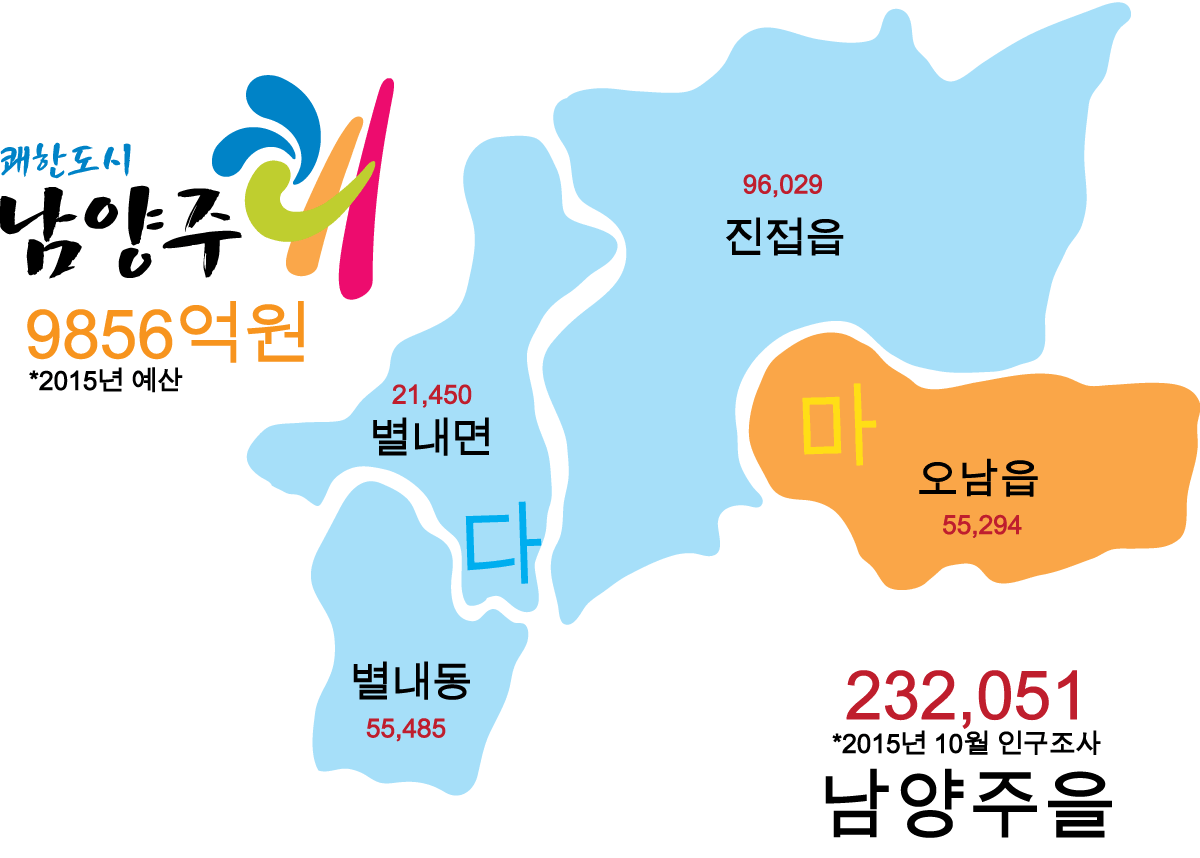 쾌한도시
남양주
9856억원
*2015년 예산
96,029
진접읍
21,450
별내면
다
마
오남읍
55,294
별내동
55,485
232,051
*2015년 10월 인구조사
남양주을